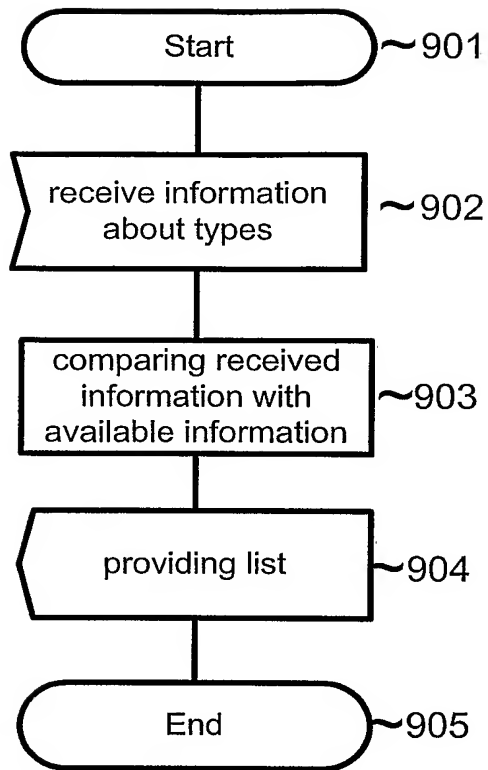 Start ~901
receive information
about types
~902
comparing received
information with
available information
~903
providing list ~904
End ~905